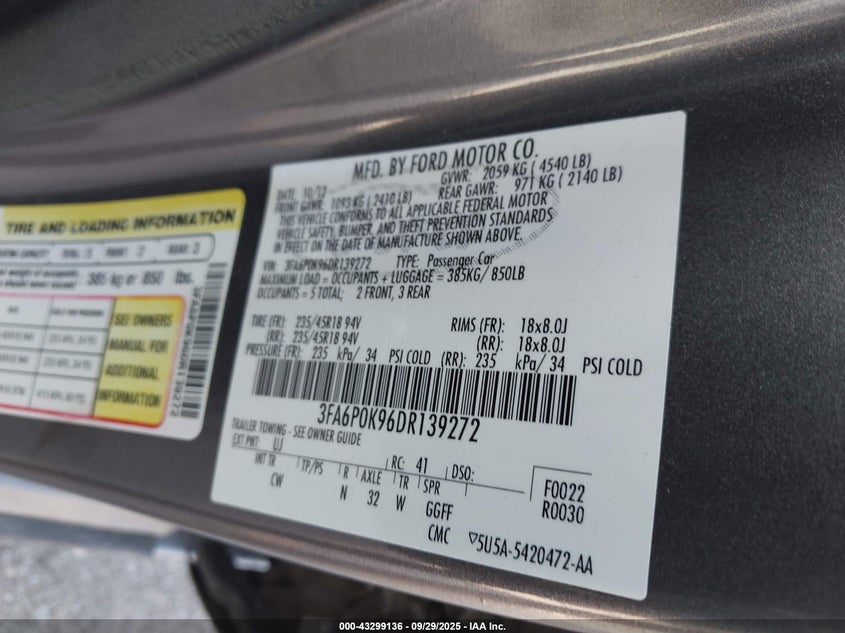 MFD. BY FORD MOTOR CO.
DATE: 10/12 GVWR: 2059 KG ( 4540 LB)
FRONT GAWR: 1093 KG ( 2410 LB) REAR GAWR: 971 KG ( 2140 LB)
THIS VEHICLE CONFORMS TO ALL APPLICABLE FEDERAL MOTOR
VEHICLE SAFETY, BUMPER, AND THEFT PREVENTION STANDARDS
IN EFFECT ON THE DATE OF MANUFACTURE SHOWN ABOVE.
VIN: 3FA6P0K96DR139272 TYPE: Passenger Car
MAXIMUM LOAD = OCCUPANTS + LUGGAGE = 385KG/ 850LB
OCCUPANTS = 5 TOTAL; 2 FRONT, 3 REAR
TIRE (FR): 235/45R18 94V RIMS (FR): 18x8.0J
(RR): 235/45R18 94V (RR): 18x8.0J
PRESSURE (FR): 235 kPa/ 34 PSI COLD (RR): 235 kPa/ 34 PSI COLD
3FA6P0K96DR139272
TRAILER TOWING - SEE OWNER GUIDE
EXT PNT: UJ RC: 41 DSO:
INT TR TP/PS R AXLE TR SPR
CW N 32 W GGFF
F0022
R0030
CMC
5U5A-5420472-AA
TIRE AND LOADING INFORMATION
385 kg or 850 lbs.
SEE OWNERS
MANUAL FOR
ADDITIONAL
INFORMATION
000-43299136 - 09/29/2025 - IAA Inc.